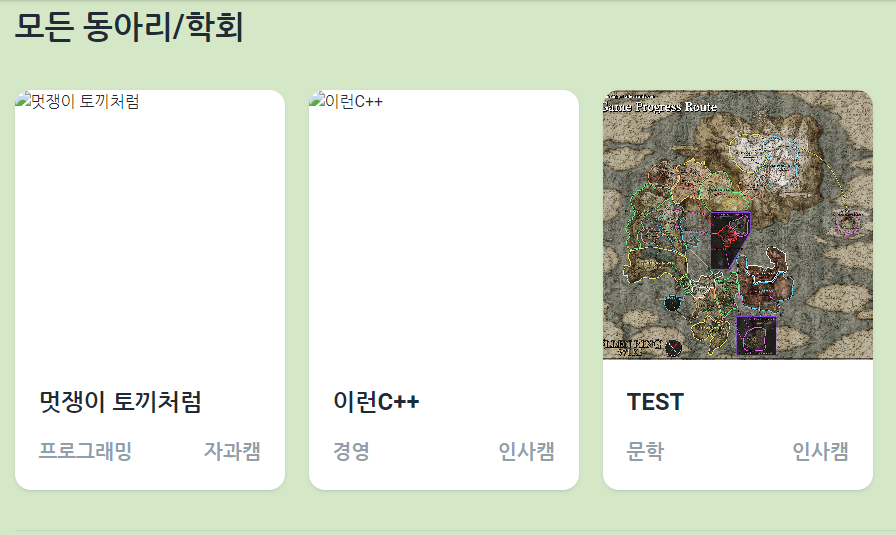 모든 동아리/학회
멋쟁이 토끼처럼
이런C++
Game Progress Route
ELDEN RING
WIKI
멋쟁이 토끼처럼
이런C++
TEST
프로그래밍
자과캠
경영
인사캠
문학
인사캠